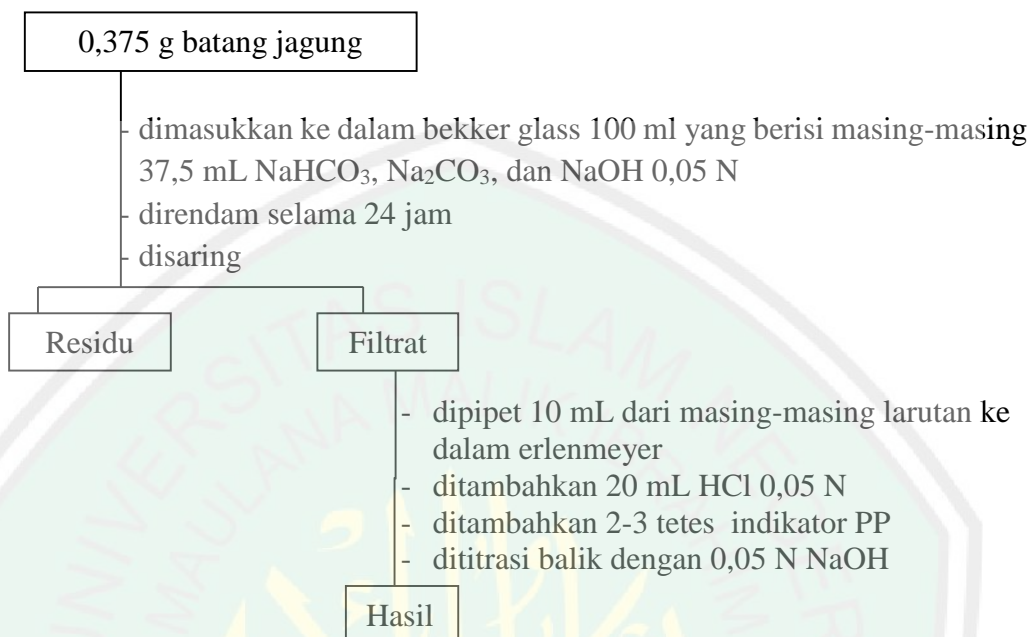 0,375 g batang jagung
- dimasukkan ke dalam bekker glass 100 ml yang berisi masing-masing
37,5 mL NaHCO₃, Na₂CO₃, dan NaOH 0,05 N
- direndam selama 24 jam
- disaring
Residu
Filtrat
- dipipet 10 mL dari masing-masing larutan ke
dalam erlenmeyer
- ditambahkan 20 mL HCl 0,05 N
- ditambahkan 2-3 tetes indikator PP
- dititrasi balik dengan 0,05 N NaOH
Hasil